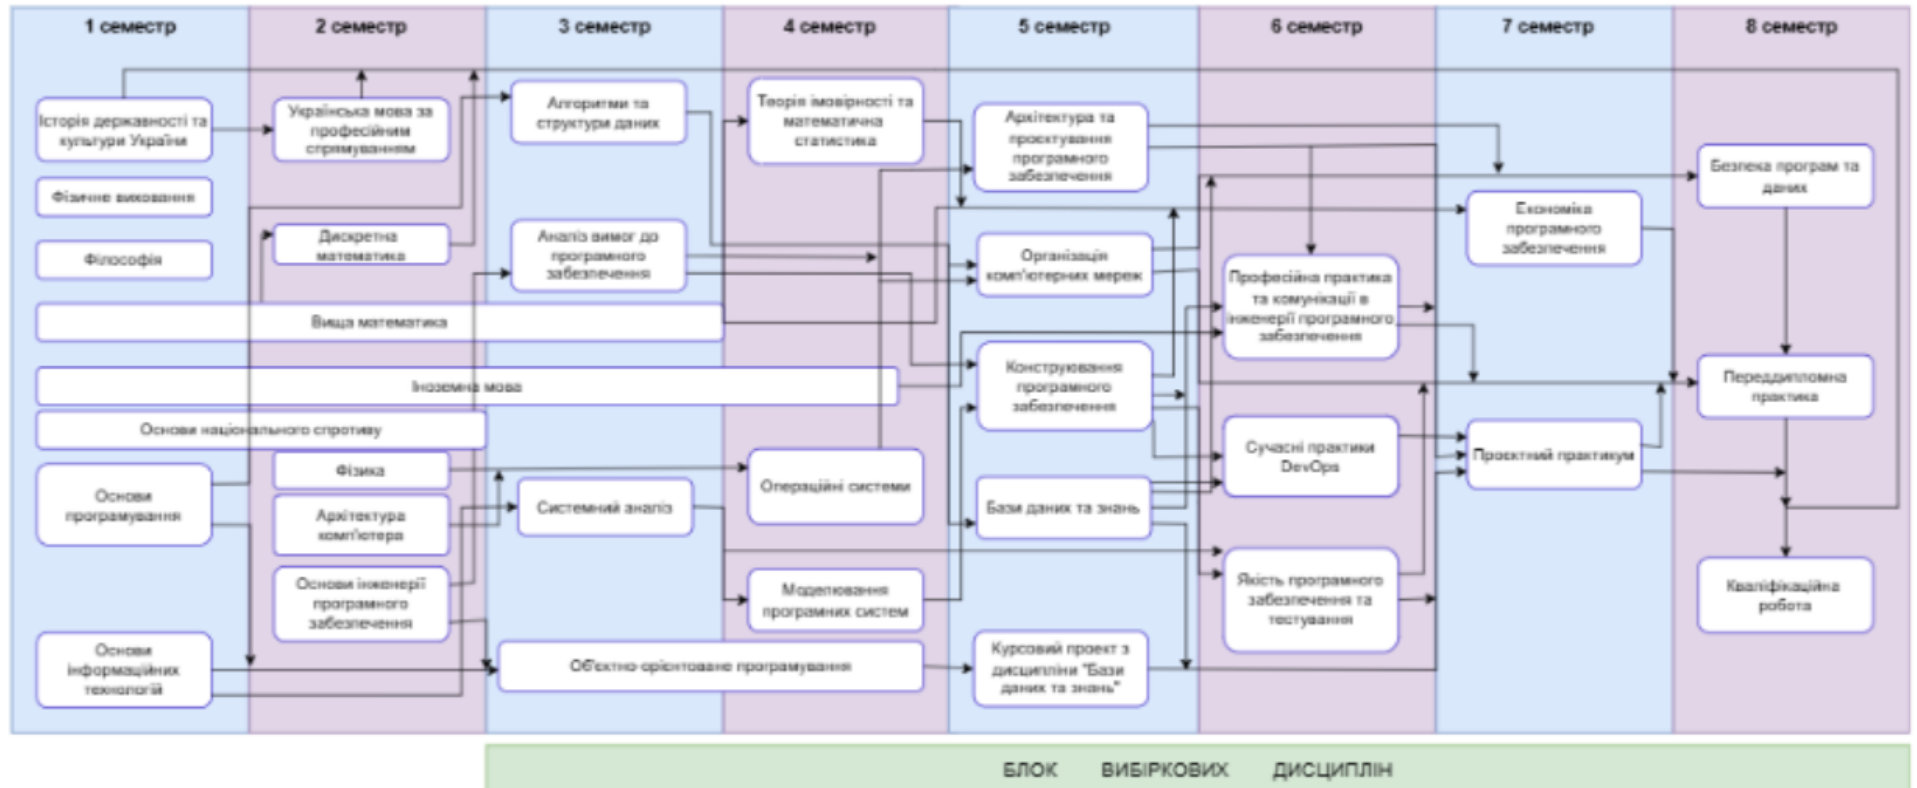 1 семестр
2 семестр
3 семестр
4 семестр
5 семестр
6 семестр
7 семестр
8 семестр
Історія державності та
культури України
Фізичне виховання
Філософія
Вища математика
Іноземна мова
Основи національного спротиву
Основи
програмування
Основи
інформаційних
технологій
Українська мова за
професійним
спрямуванням
Дискретна
математика
Фізика
Архітектура
комп'ютера
Основи інженерії
програмного
забезпечення
Алгоритми та
структури даних
Аналіз вимог до
програмного
забезпечення
Системний аналіз
Об'єктно-орієнтоване програмування
Теорія імовірності та
математична
статистика
Операційні системи
Моделювання
програмних систем
Архітектура та
проєктування
програмного
забезпечення
Організація
комп'ютерних мереж
Конструювання
програмного
забезпечення
Бази даних та знань
Курсовий проект з
дисципліни "Бази
даних та знань"
Професійна практика
та комунікації в
інженерії програмного
забезпечення
Сучасні практики
DevOps
Якість програмного
забезпечення та
тестування
Економіка
програмного
забезпечення
Проєктний практикум
Безпека програм та
даних
Переддипломна
практика
Кваліфікаційна
робота
БЛОК ВИБІРКОВИХ ДИСЦИПЛІН